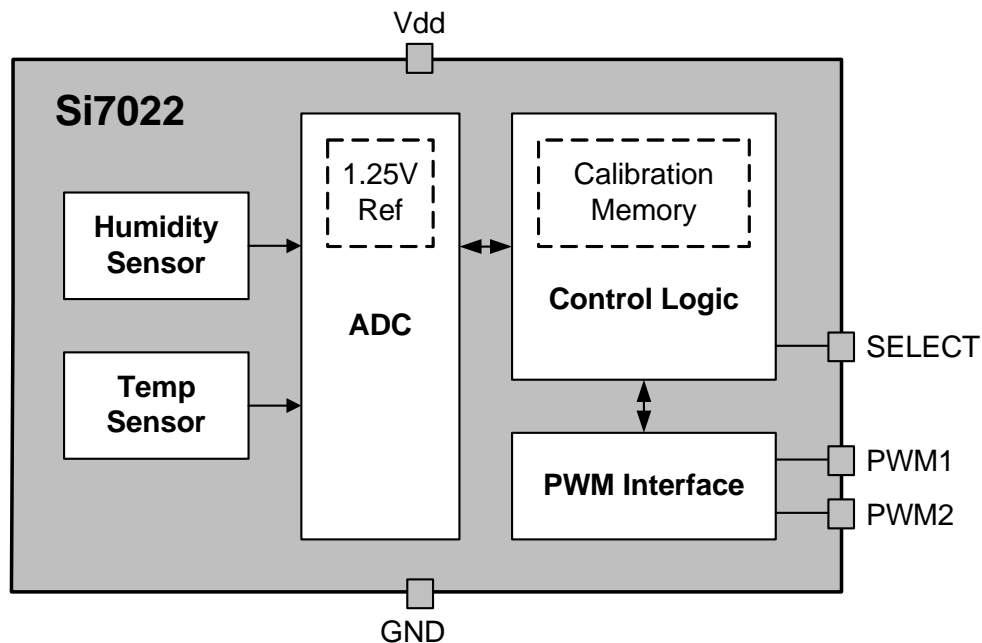 Vdd
Si7022
1.25V
Ref
Calibration
Memory
Humidity
Sensor
ADC
Control Logic
SELECT
Temp
Sensor
PWM Interface
PWM1
PWM2
GND